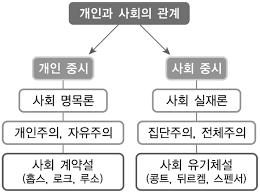 개인과 사회의 관계
개인 중시
사회 중시
사회 명목론
사회 실재론
개인주의, 자유주의
집단주의, 전체주의
사회 계약설
(홉스, 로크, 루소)
사회 유기체설
(콩트, 뒤르켐, 스펜서)